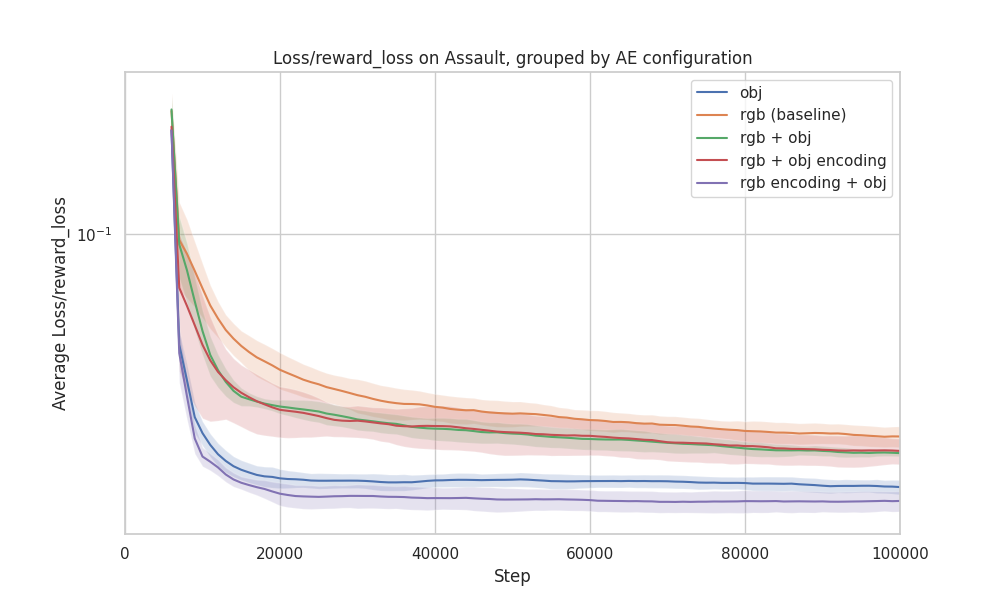 Loss/reward_loss on Assault, grouped by AE configuration
obj
rgb (baseline)
rgb + obj
rgb + obj encoding
rgb encoding + obj
Average Loss/reward_loss
10⁻¹
0 20000 40000 60000 80000 100000
Step